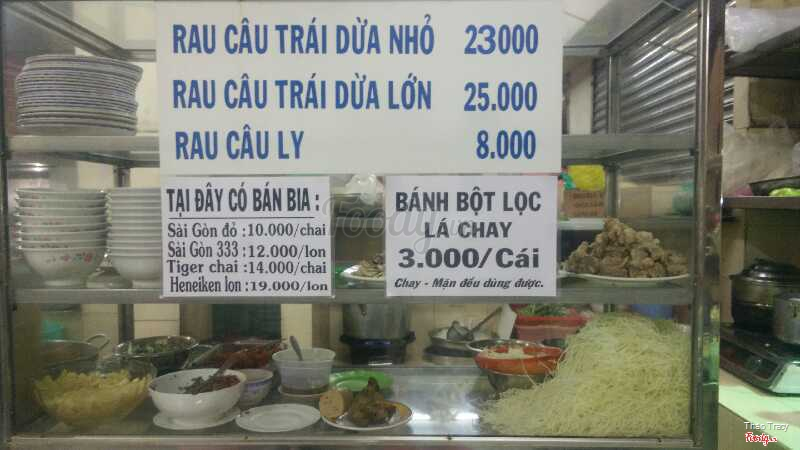 RAU CÂU TRÁI DỪA NHỎ 23000
RAU CÂU TRÁI DỪA LỚN 25.000
RAU CÂU LY 8.000
TẠI ĐÂY CÓ BÁN BIA :
Sài Gòn đỏ : 10.000/chai
Sài Gòn 333 : 12.000/lon
Tiger chai : 14.000/chai
Heneiken lon : 19.000/lon
BÁNH BỘT LỌC
LÁ CHAY
3.000/Cái
Chay - Mặn đều dùng được.
Foody
Thao Tracy
Foody